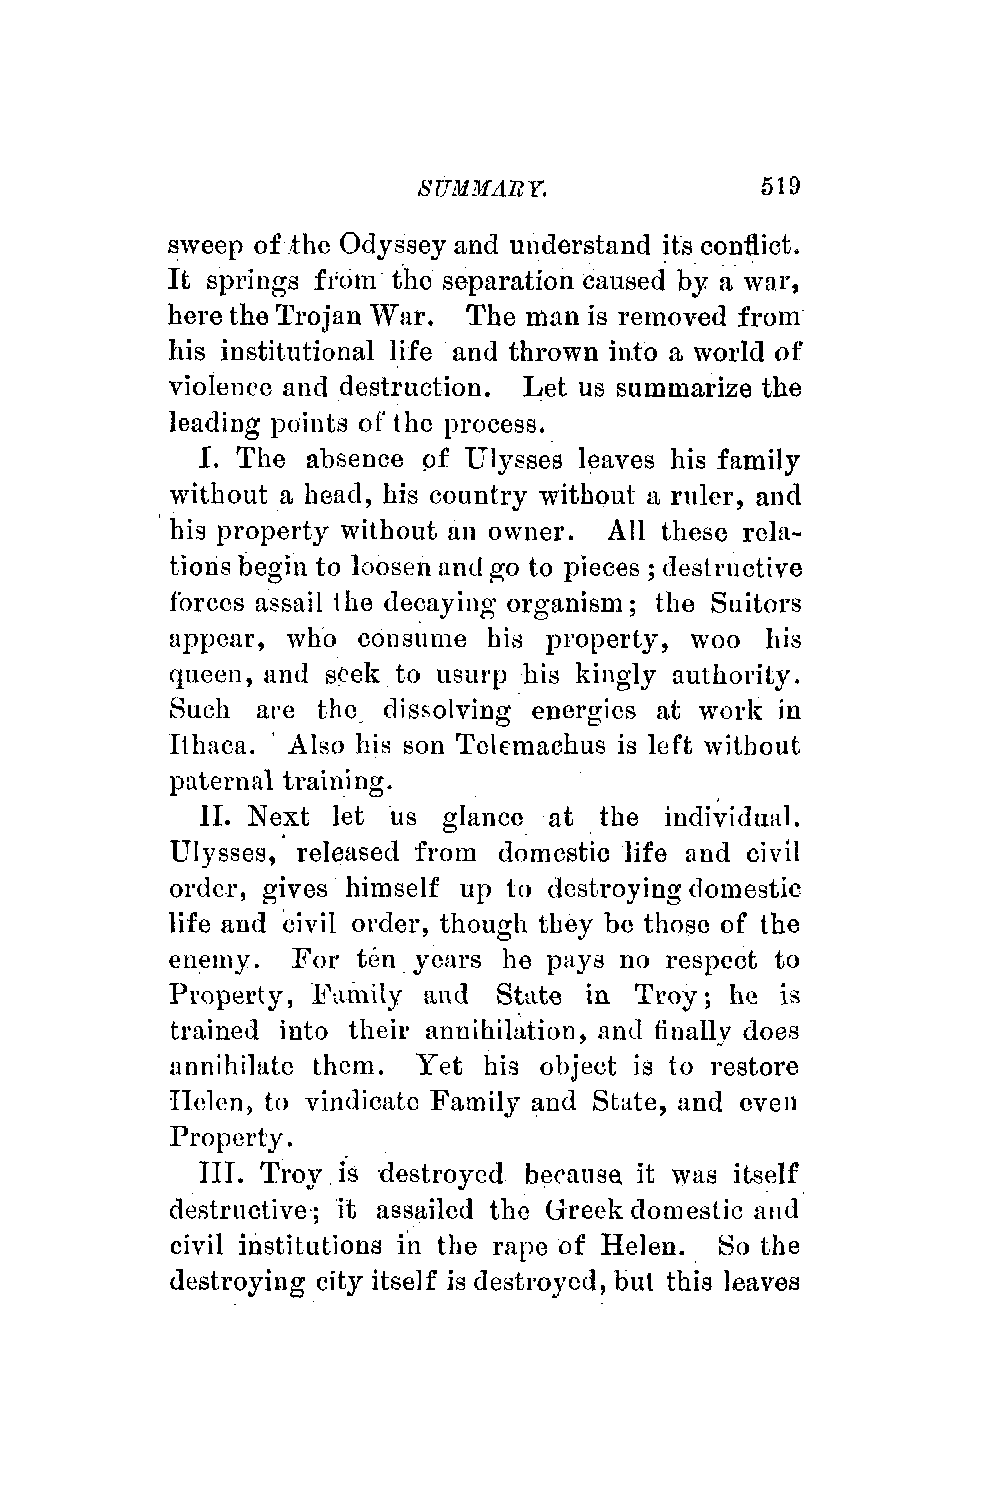 SUMMARY. 519
sweep of the Odyssey and understand its conflict.
It springs from the separation caused by a war,
here the Trojan War. The man is removed from
his institutional life and thrown into a world of
violence and destruction. Let us summarize the
leading points of the process.
I. The absence of Ulysses leaves his family
without a head, his country without a ruler, and
his property without an owner. All these rela-
tions begin to loosen and go to pieces ; destructive
forces assail the decaying organism; the Suitors
appear, who consume his property, woo his
queen, and seek to usurp his kingly authority.
Such are the dissolving energies at work in
Ithaca. Also his son Telemachus is left without
paternal training.
II. Next let us glance at the individual.
Ulysses, released from domestic life and civil
order, gives himself up to destroying domestic
life and civil order, though they be those of the
enemy. For ten years he pays no respect to
Property, Family and State in Troy; he is
trained into their annihilation, and finally does
annihilate them. Yet his object is to restore
Helen, to vindicate Family and State, and even
Property.
III. Troy is destroyed because it was itself
destructive; it assailed the Greek domestic and
civil institutions in the rape of Helen. So the
destroying city itself is destroyed, but this leaves